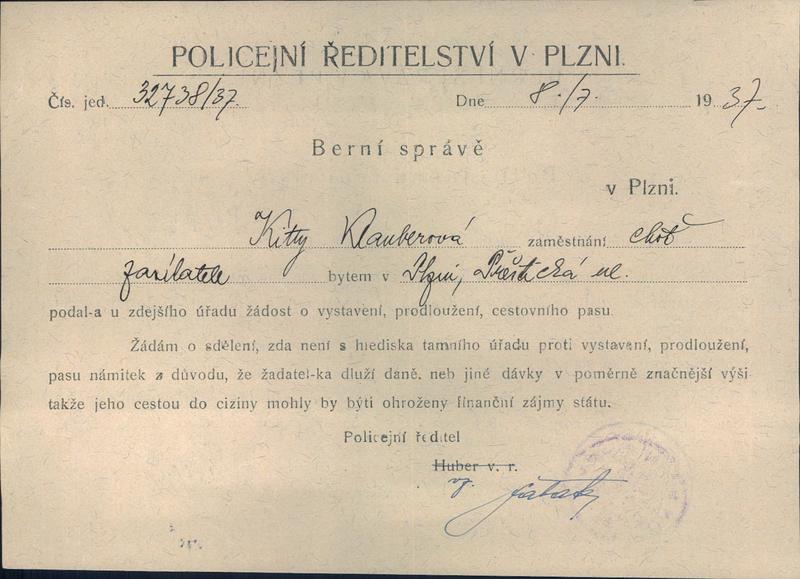 POLICEJNÍ ŘEDITELSTVÍ V PLZNI.
Čís. jed. 32738/37. Dne 8./7. 1937.
Berní správě
v Plzni.
Kitty Klauberová zaměstnání choť
zasílatele bytem v Plzni, Přeštická ul.
podal-a u zdejšího úřadu žádost o vystavení, prodloužení, cestovního pasu.
Žádám o sdělení, zda není s hlediska tamního úřadu proti vystavení, prodloužení,
pasu námitek z důvodu, že žadatel-ka dluží daně. neb jiné dávky v poměrně značnější výši
takže jeho cestou do ciziny mohly by býti ohroženy finanční zájmy státu.
Policejní ředitel
Huber v. r.
vz.